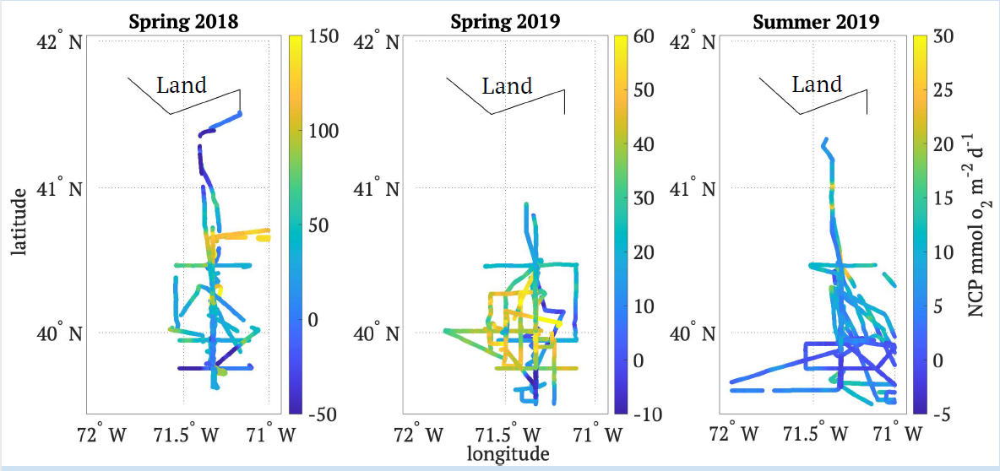 Spring 2018
Spring 2019
Summer 2019
42° N
41° N
40° N
Land
72° W
71.5° W
71° W
150
100
50
0
-50
42° N
41° N
40° N
Land
72° W
71.5° W
71° W
60
50
40
30
20
10
0
-10
42° N
41° N
40° N
Land
72° W
71.5° W
71° W
30
25
20
15
10
5
0
-5
latitude
longitude
NCP mmol o₂ m⁻² d⁻¹